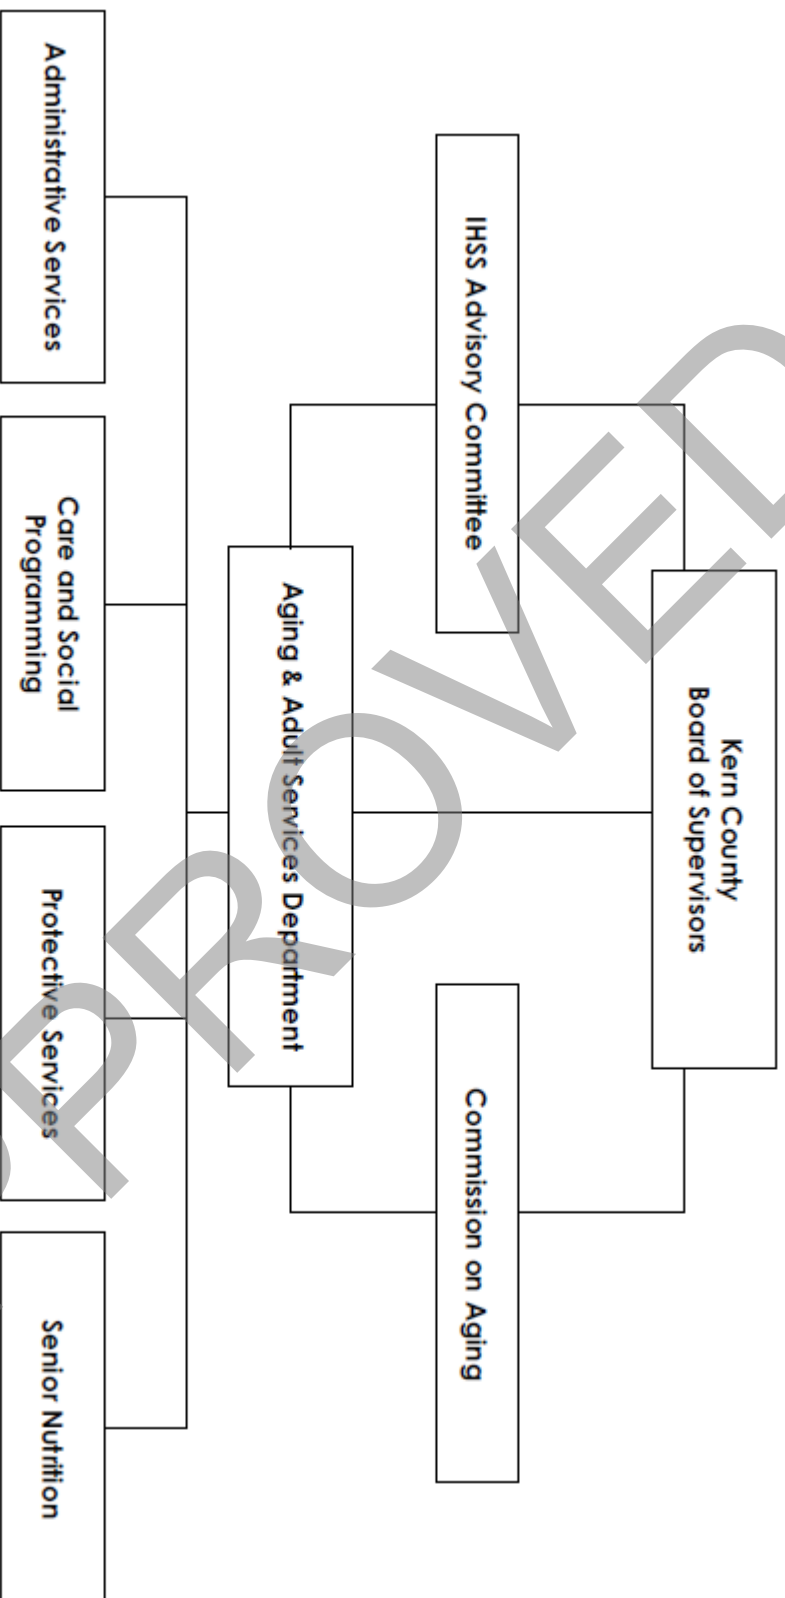 Kern County
Board of Supervisors
IHSS Advisory Committee
Commission on Aging
Aging & Adult Services Department
Administrative Services
Care and Social
Programming
Protective Services
Senior Nutrition
PPROVED